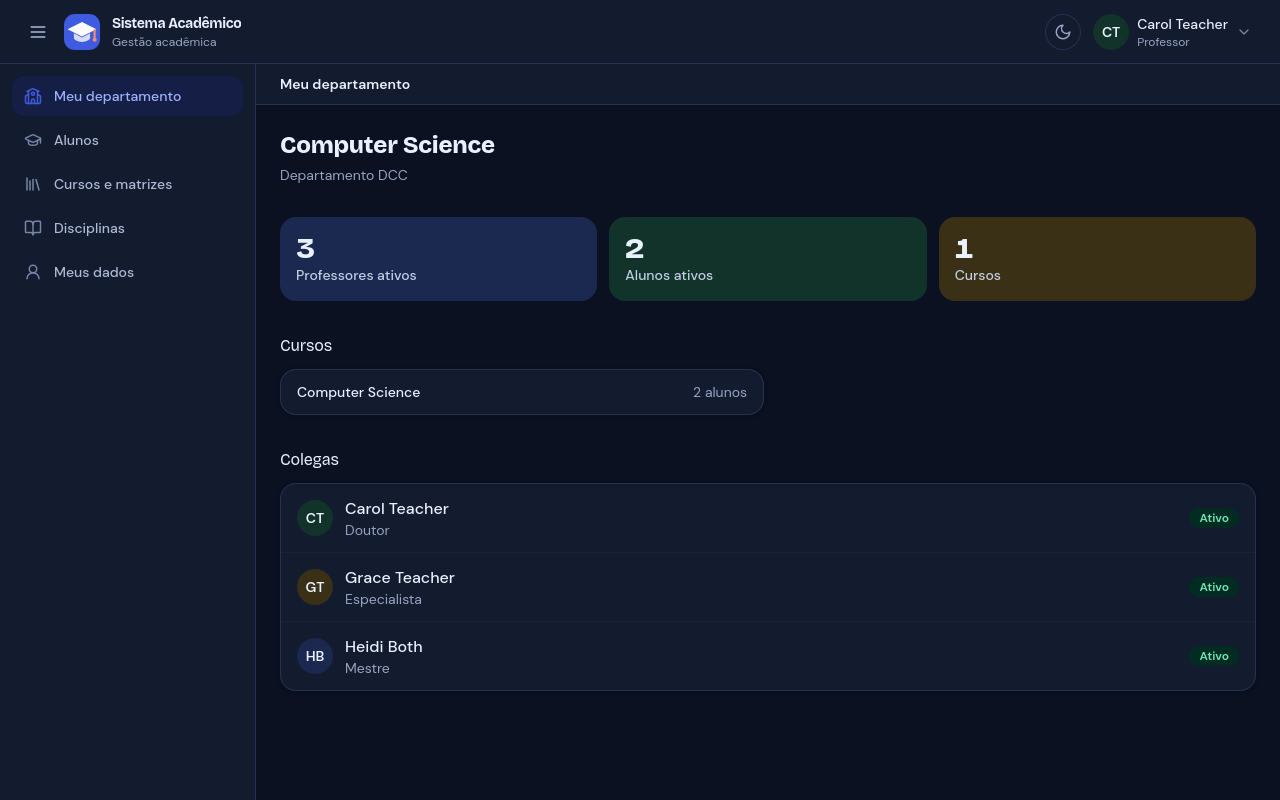 Sistema Acadêmico
Gestão acadêmica
CT
Carol Teacher
Professor
Meu departamento
Alunos
Cursos e matrizes
Disciplinas
Meus dados
Meu departamento
Computer Science
Departamento DCC
3
Professores ativos
2
Alunos ativos
1
Cursos
Cursos
Computer Science
2 alunos
Colegas
CT
Carol Teacher
Doutor
Ativo
GT
Grace Teacher
Especialista
Ativo
HB
Heidi Both
Mestre
Ativo